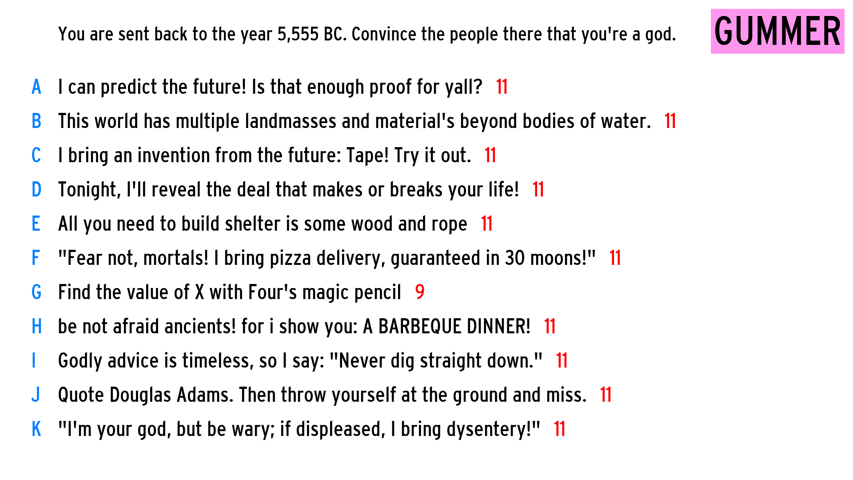 You are sent back to the year 5,555 BC. Convince the people there that you're a god.
GUMMER
A I can predict the future! Is that enough proof for yall? 11
B This world has multiple landmasses and material's beyond bodies of water. 11
C I bring an invention from the future: Tape! Try it out. 11
D Tonight, I'll reveal the deal that makes or breaks your life! 11
E All you need to build shelter is some wood and rope 11
F "Fear not, mortals! I bring pizza delivery, guaranteed in 30 moons!" 11
G Find the value of X with Four's magic pencil 9
H be not afraid ancients! for i show you: A BARBEQUE DINNER! 11
I Godly advice is timeless, so I say: "Never dig straight down." 11
J Quote Douglas Adams. Then throw yourself at the ground and miss. 11
K "I'm your god, but be wary; if displeased, I bring dysentery!" 11